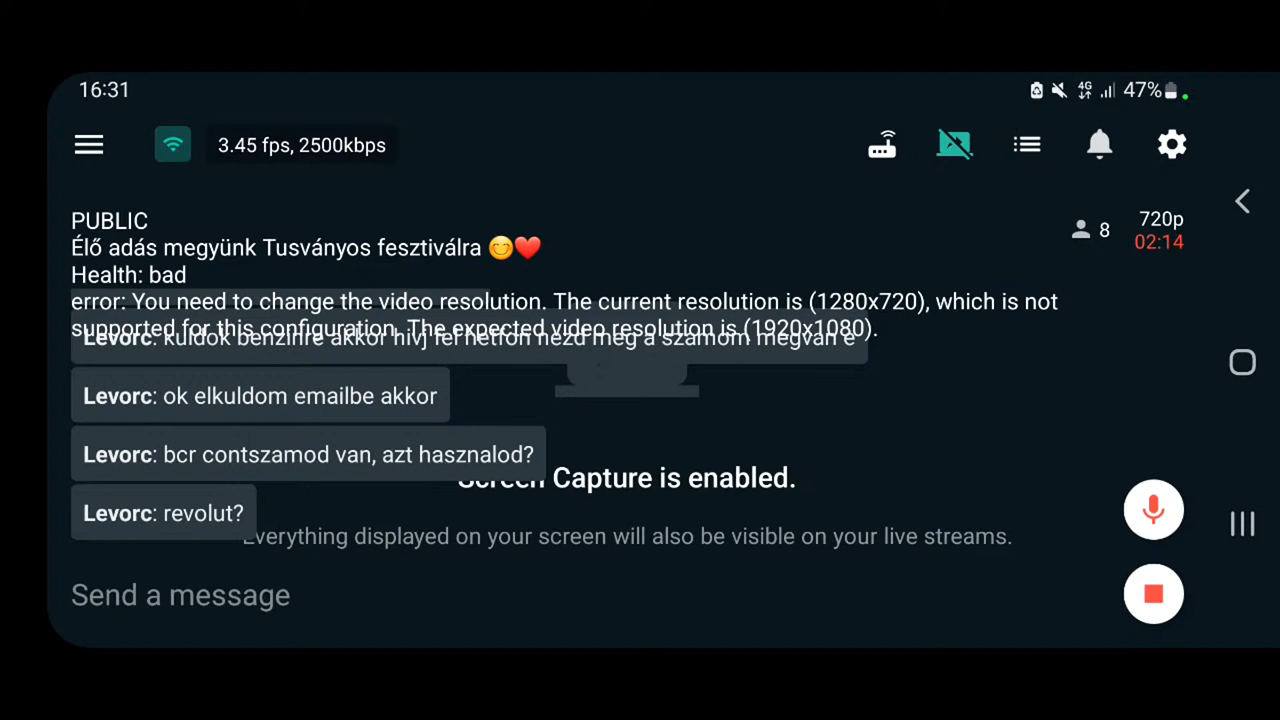 16:31
4G 47%
3.45 fps, 2500kbps
PUBLIC
Élő adás megyünk Tusványos fesztiválra 😊❤️
8
720p
02:14
Health: bad
error: You need to change the video resolution. The current resolution is (1280x720), which is not
supported for this configuration. The expected video resolution is (1920x1080).
Levorc: kuldok benzinre akkor hivj fel hetfon nezd meg a szamom megvan e
Levorc: ok elkuldom emailbe akkor
Levorc: bcr contszamod van, azt hasznalod?
Screen Capture is enabled.
Levorc: revolut?
Everything displayed on your screen will also be visible on your live streams.
Send a message